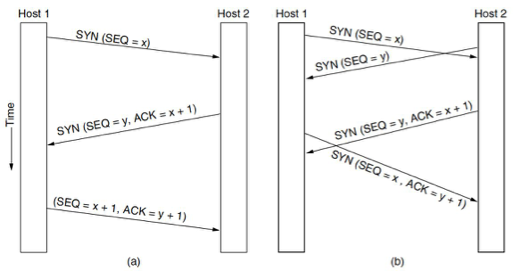 Host 1
Host 2
SYN (SEQ = x)
SYN (SEQ = y, ACK = x + 1)
(SEQ = x + 1, ACK = y + 1)
Time
(a)
Host 1
Host 2
SYN (SEQ = x)
SYN (SEQ = y)
SYN (SEQ = y, ACK = x + 1)
SYN (SEQ = x , ACK = y + 1)
(b)